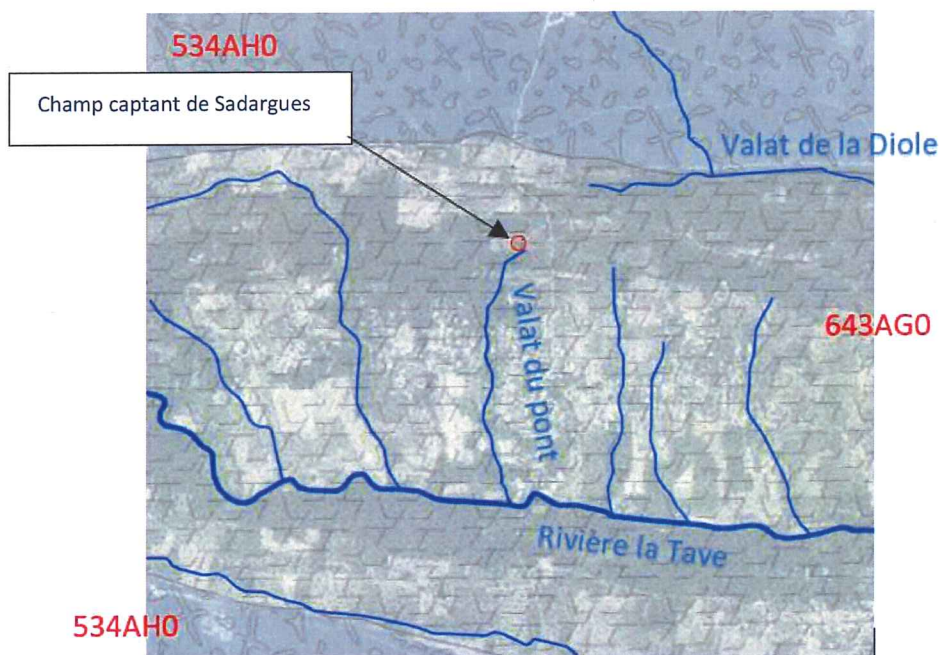 534AH0
Champ captant de Sadargues
Valat de la Diole
643AG0
Valat du pont
Rivière la Tave
534AH0